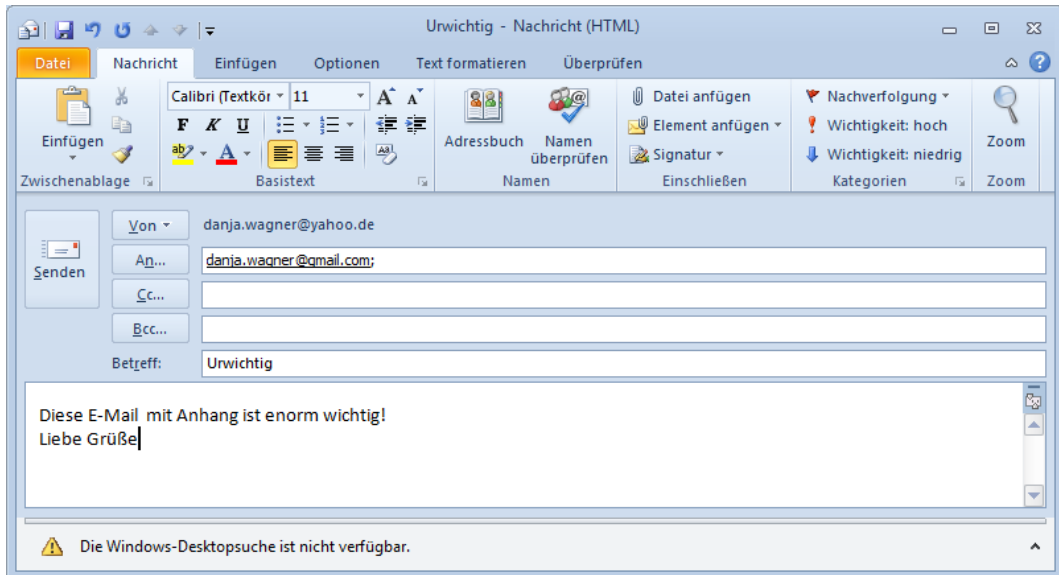 Urwichtig - Nachricht (HTML)
Datei Nachricht Einfügen Optionen Text formatieren Überprüfen
Calibri (Textkör 11 A A Datei anfügen Nachverfolgung
Einfügen F K U Adressbuch Namen überprüfen Element anfügen Wichtigkeit: hoch Zoom
ab A Aa Signatur Wichtigkeit: niedrig
Zwischenablage Basistext Namen Einschließen Kategorien Zoom
Senden
Von danja.wagner@yahoo.de
An... danja.wagner@gmail.com;
Cc...
Bcc...
Betreff: Urwichtig
Diese E-Mail mit Anhang ist enorm wichtig!
Liebe Grüße
Die Windows-Desktopsuche ist nicht verfügbar.